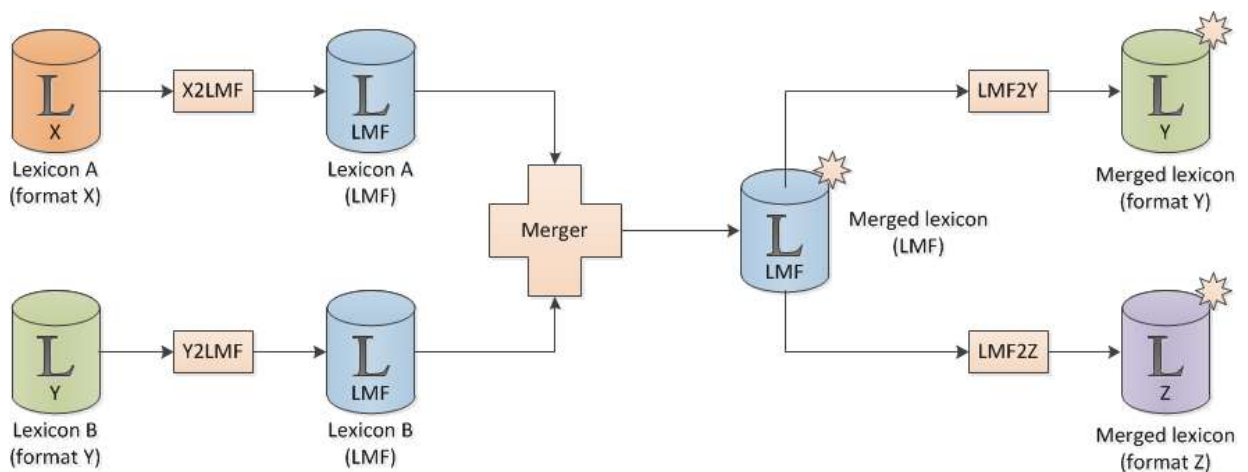 L
X
Lexicon A
(format X)
X2LMF
L
LMF
Lexicon A
(LMF)
L
Y
Lexicon B
(format Y)
Y2LMF
L
LMF
Lexicon B
(LMF)
Merger
L
LMF
Merged lexicon
(LMF)
LMF2Y
L
Y
Merged lexicon
(format Y)
LMF2Z
L
Z
Merged lexicon
(format Z)